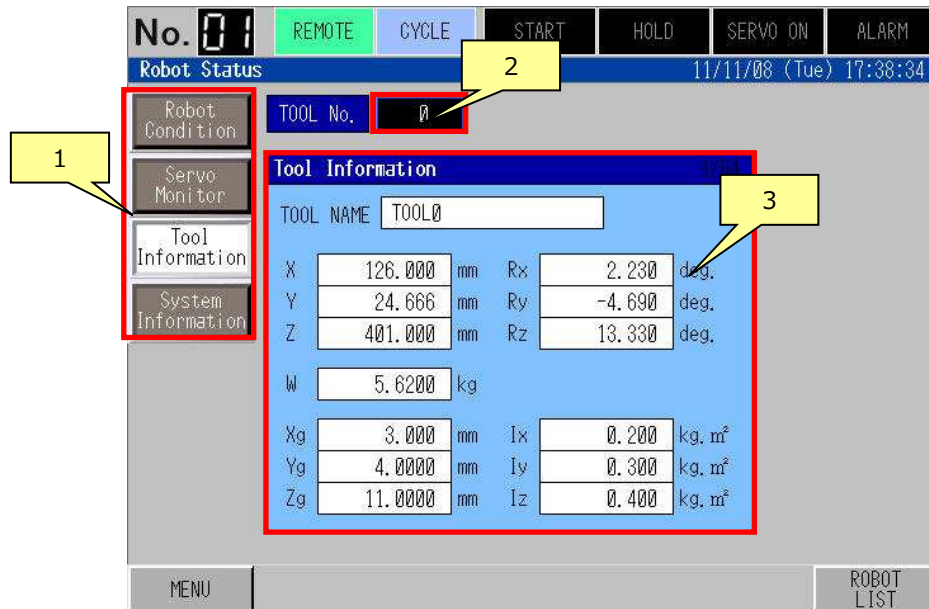 No. 01 REMOTE CYCLE START HOLD SERVO ON ALARM
Robot Status 11/11/08 (Tue) 17:38:34
2
Robot
Condition
TOOL No. 0
1
Servo
Monitor
Tool Information
3
TOOL NAME TOOL0
Tool
Information
X 126.000 mm Rx 2.230 deg.
Y 24.666 mm Ry -4.690 deg.
System
Information
Z 401.000 mm Rz 13.330 deg.
W 5.6200 kg
Xg 3.000 mm Ix 0.200 kg.m²
Yg 4.0000 mm Iy 0.300 kg.m²
Zg 11.0000 mm Iz 0.400 kg.m²
MENU
ROBOT
LIST